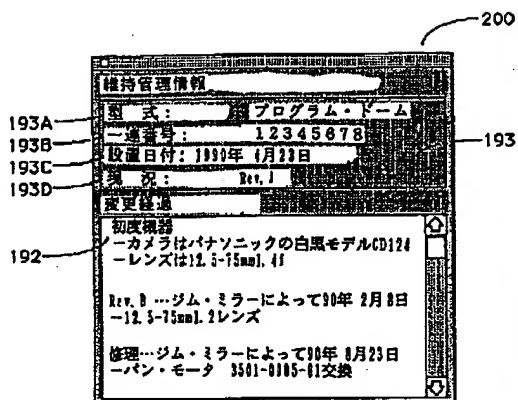 200
維持管理情報
193A 型 式: プログラム・ドーム 193
193B 一連番号: 12345678
193C 設置日付: 1990年 4月23日
193D 現 況: Rev.
変更経過
初度機器
192 ーカメラはパナソニックの白黒モデルCD124
ーレンズは12.5-75mm1.4f
Rev. B …ジム・ミラーによって90年 2月8日
ー12.5-75mm1.2レンズ
修理…ジム・ミラーによって90年 8月23日
ーパン・モータ 3501-0005-01交換